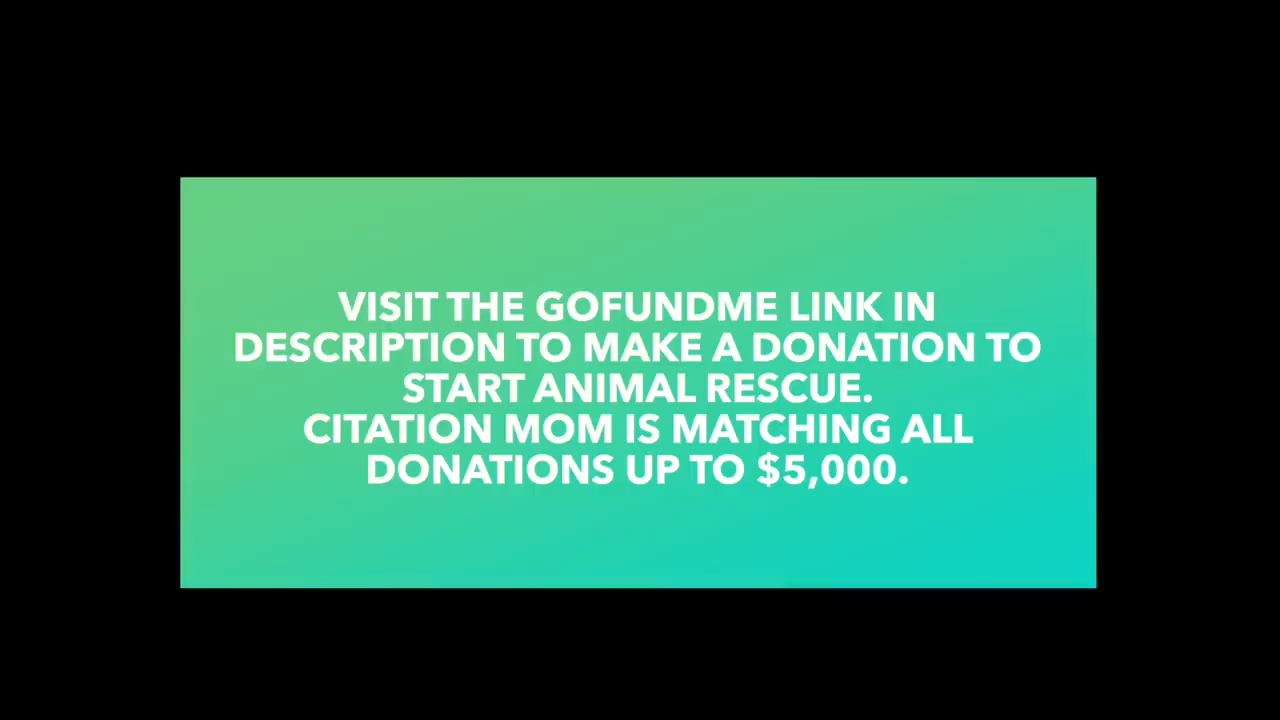 VISIT THE GOFUNDME LINK IN
DESCRIPTION TO MAKE A DONATION TO
START ANIMAL RESCUE.
CITATION MOM IS MATCHING ALL
DONATIONS UP TO $5,000.